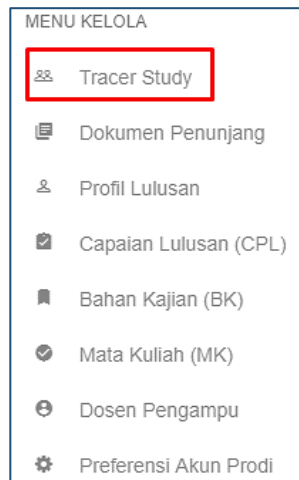 MENU KELOLA
Tracer Study
Dokumen Penunjang
Profil Lulusan
Capaian Lulusan (CPL)
Bahan Kajian (BK)
Mata Kuliah (MK)
Dosen Pengampu
Preferensi Akun Prodi